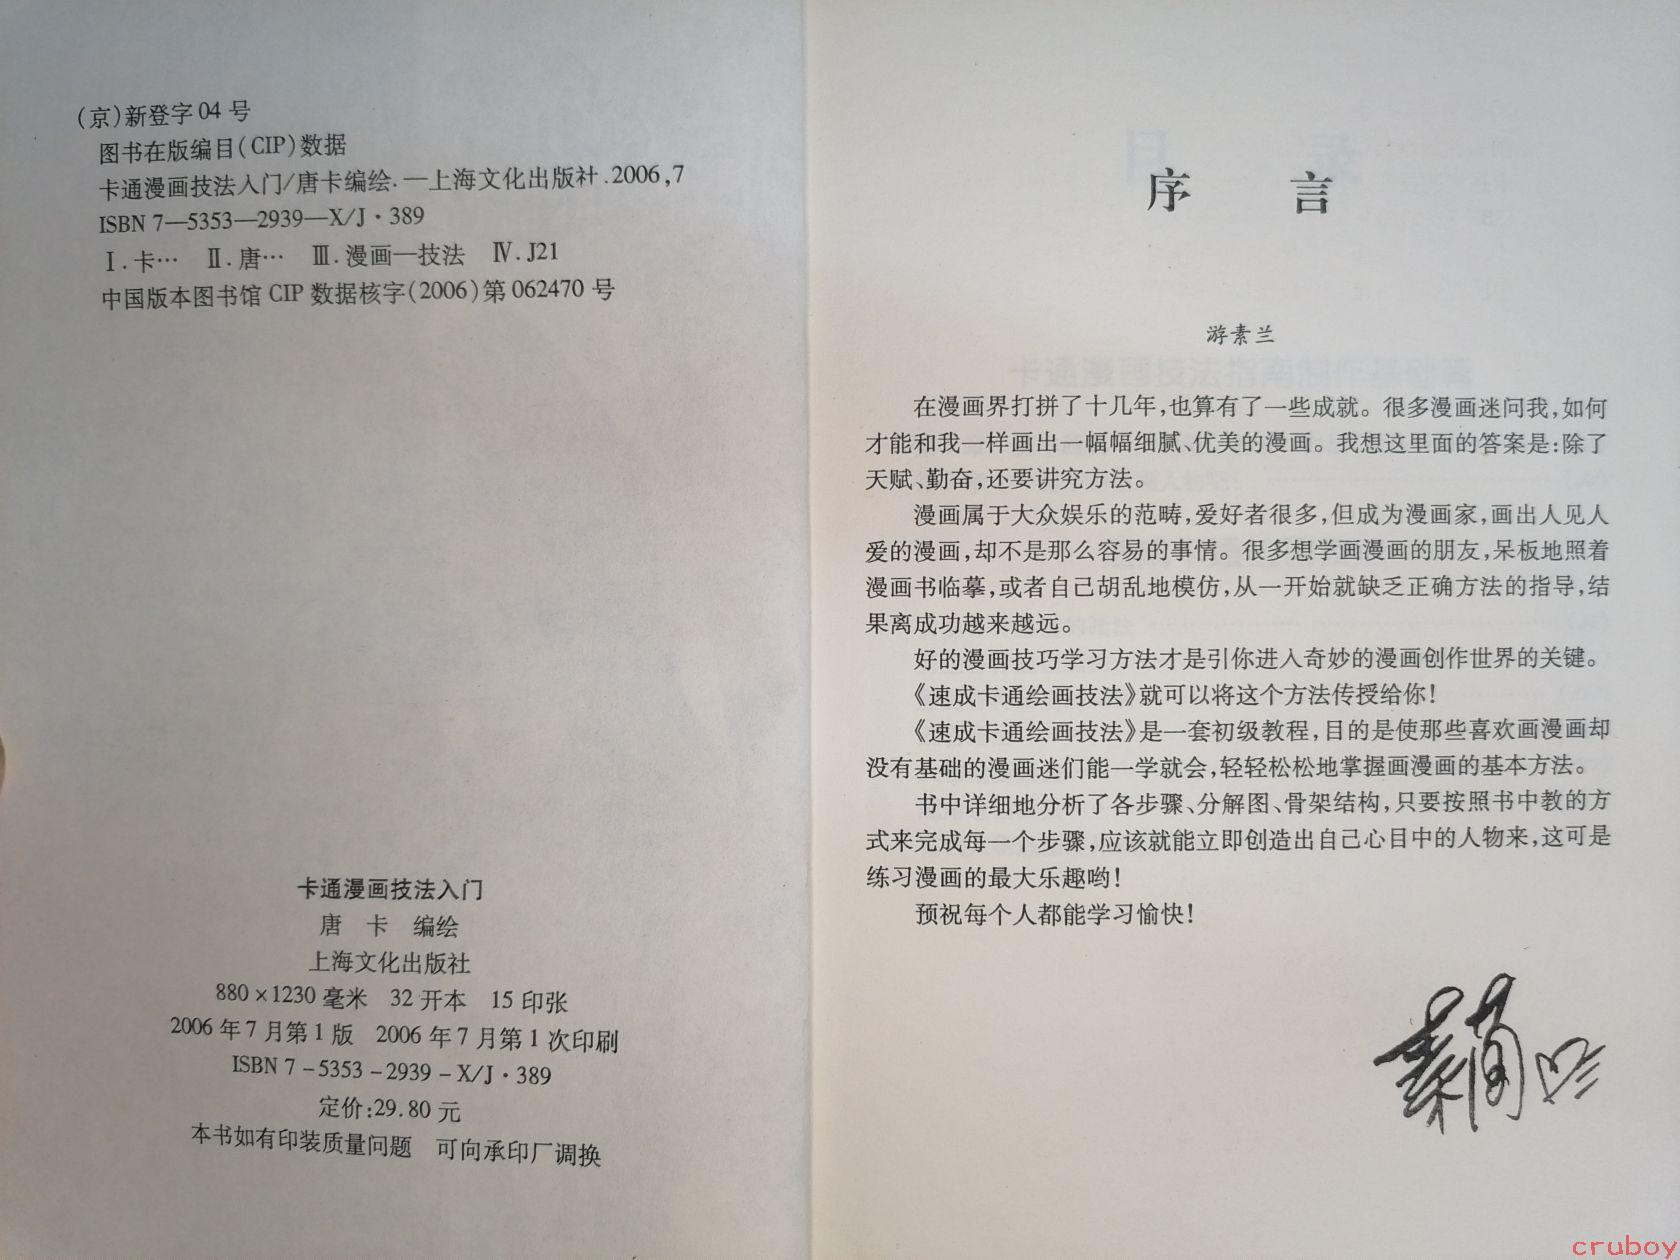 (京)新登字04号
图书在版编目(CIP)数据
卡通漫画技法入门/唐卡编绘.—上海文化出版社.2006,7
ISBN 7—5353—2939—X/J·389
Ⅰ.卡… Ⅱ.唐… Ⅲ.漫画—技法 Ⅳ.J21
中国版本图书馆CIP数据核字(2006)第062470号
卡通漫画技法入门
唐 卡 编绘
上海文化出版社
880×1230毫米 32开本 15印张
2006年7月第1版 2006年7月第1次印刷
ISBN 7-5353-2939-X/J·389
定价:29.80元
本书如有印装质量问题 可向承印厂调换
序 言
游素兰
在漫画界打拼了十几年,也算有了一些成就。很多漫画迷问我,如何
才能和我一样画出一幅幅细腻、优美的漫画。我想这里面的答案是:除了
天赋、勤奋,还要讲究方法。
漫画属于大众娱乐的范畴,爱好者很多,但成为漫画家,画出人见人
爱的漫画,却不是那么容易的事情。很多想学画漫画的朋友,呆板地照着
漫画书临摹,或者自己胡乱地模仿,从一开始就缺乏正确方法的指导,结
果离成功越来越远。
好的漫画技巧学习方法才是引你进入奇妙的漫画创作世界的关键。
《速成卡通绘画技法》就可以将这个方法传授给你!
《速成卡通绘画技法》是一套初级教程,目的是使那些喜欢画漫画却
没有基础的漫画迷们能一学就会,轻轻松松地掌握画漫画的基本方法。
书中详细地分析了各步骤、分解图、骨架结构,只要按照书中教的方
式来完成每一个步骤,应该就能立即创造出自己心目中的人物来,这可是
练习漫画的最大乐趣哟!
预祝每个人都能学习愉快!
cruboy